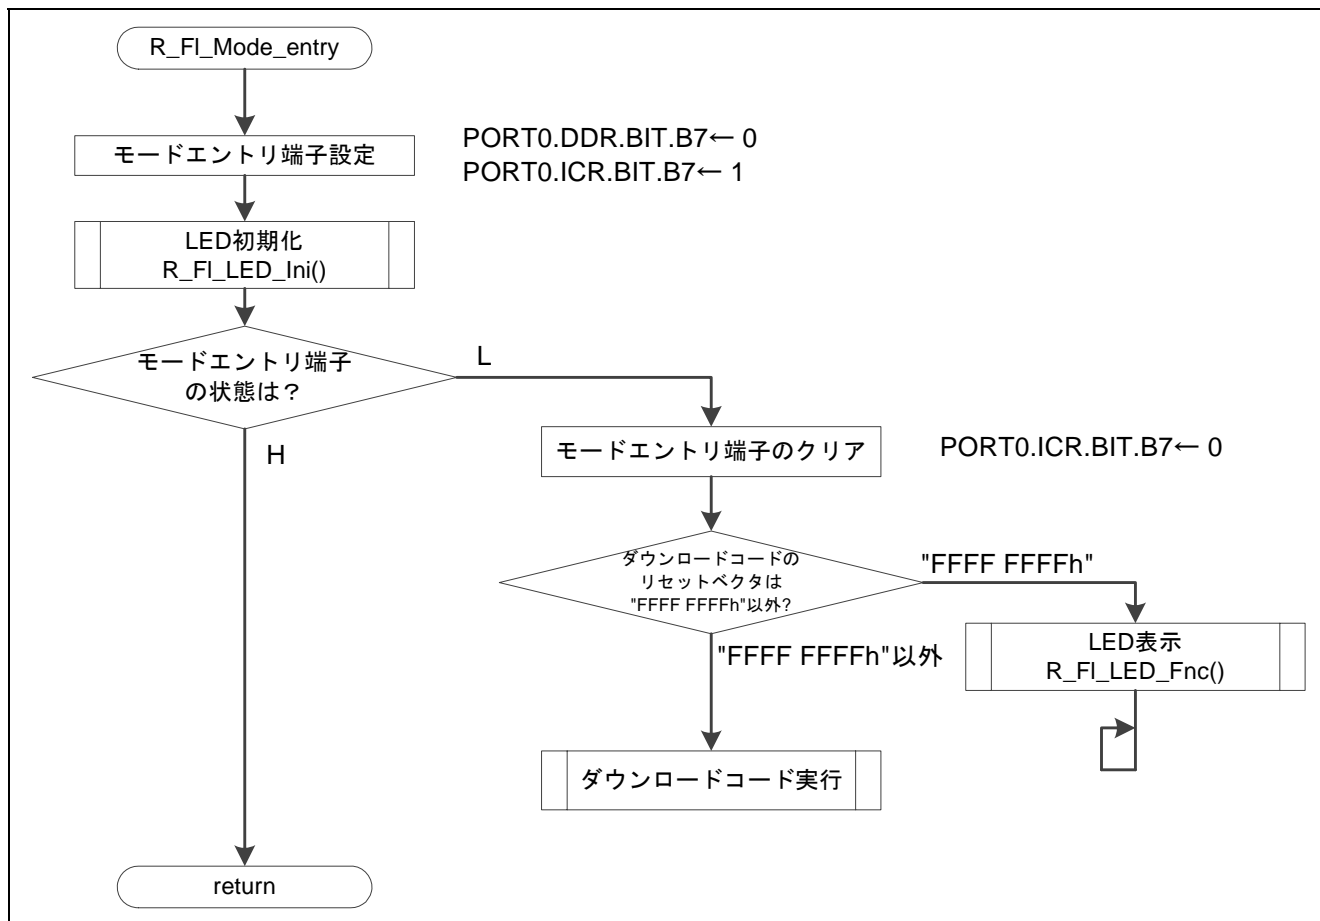 R_Fl_Mode_entry
モードエントリ端子設定
PORT0.DDR.BIT.B7← 0
PORT0.ICR.BIT.B7← 1
LED初期化
R_Fl_LED_Ini()
モードエントリ端子
の状態は？
L
H
モードエントリ端子のクリア
PORT0.ICR.BIT.B7← 0
ダウンロードコードの
リセットベクタは
"FFFF FFFFh"以外?
"FFFF FFFFh"
"FFFF FFFFh"以外
LED表示
R_Fl_LED_Fnc()
ダウンロードコード実行
return